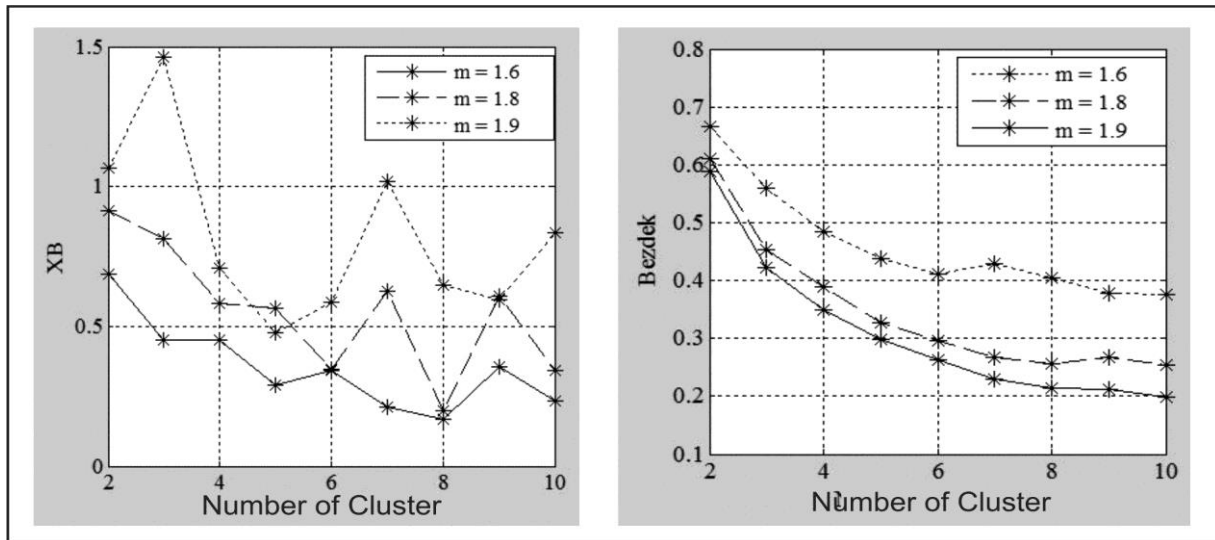 1.5
1
0.5
0
XB
2
4
6
8
10
Number of Cluster
m = 1.6
m = 1.8
m = 1.9
0.8
0.7
0.6
0.5
0.4
0.3
0.2
0.1
Bezdek
2
4
6
8
10
Number of Cluster
m = 1.6
m = 1.8
m = 1.9